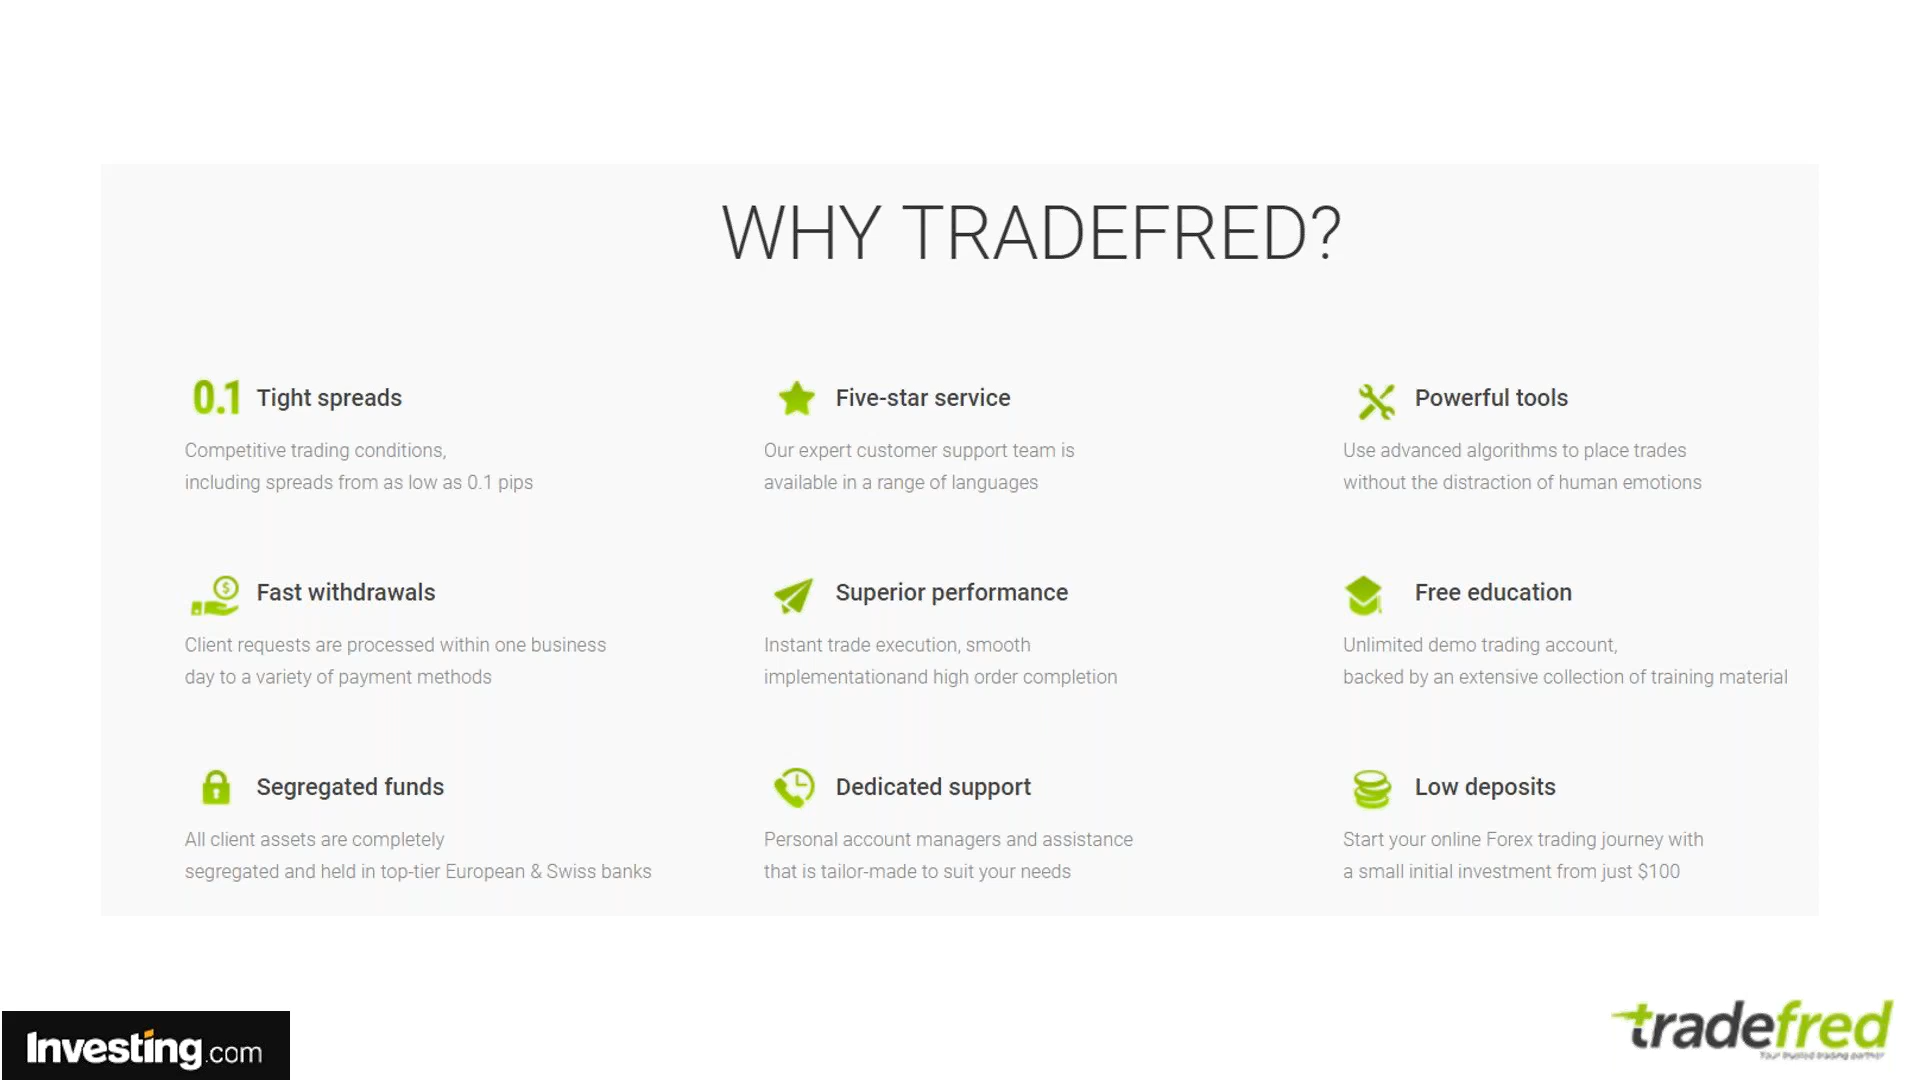 WHY TRADEFRED?
0.1 Tight spreads
Competitive trading conditions,
including spreads from as low as 0.1 pips
Five-star service
Our expert customer support team is
available in a range of languages
Powerful tools
Use advanced algorithms to place trades
without the distraction of human emotions
$ Fast withdrawals
Client requests are processed within one business
day to a variety of payment methods
Superior performance
Instant trade execution, smooth
implementationand high order completion
Free education
Unlimited demo trading account,
backed by an extensive collection of training material
Segregated funds
All client assets are completely
segregated and held in top-tier European & Swiss banks
Dedicated support
Personal account managers and assistance
that is tailor-made to suit your needs
Low deposits
Start your online Forex trading journey with
a small initial investment from just $100
Investing.com
tradefred
Your trusted trading partner